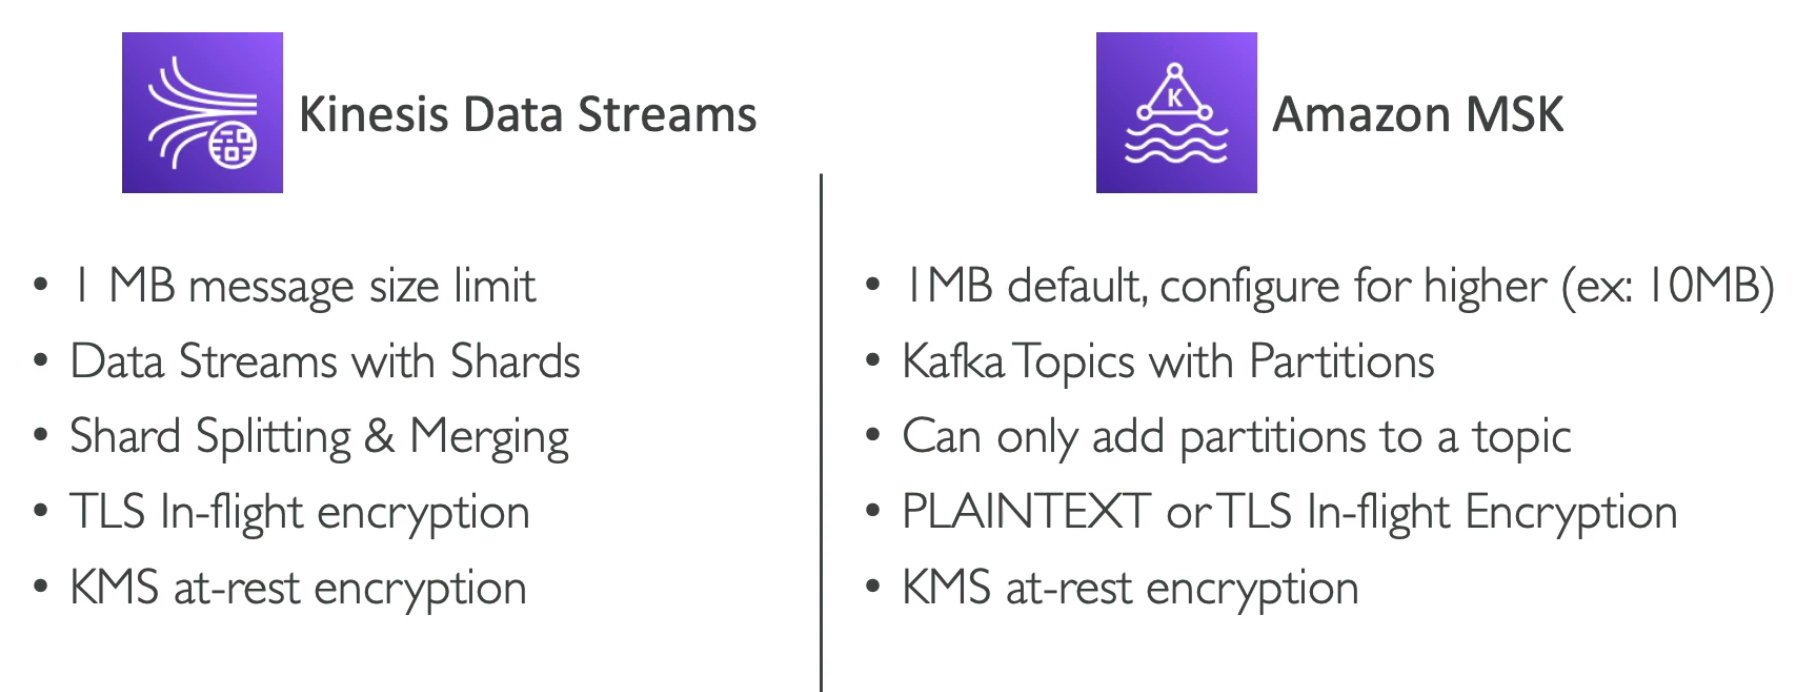 Kinesis Data Streams
• 1 MB message size limit
• Data Streams with Shards
• Shard Splitting & Merging
• TLS In-flight encryption
• KMS at-rest encryption
K
Amazon MSK
• 1MB default, configure for higher (ex: 10MB)
• Kafka Topics with Partitions
• Can only add partitions to a topic
• PLAINTEXT or TLS In-flight Encryption
• KMS at-rest encryption